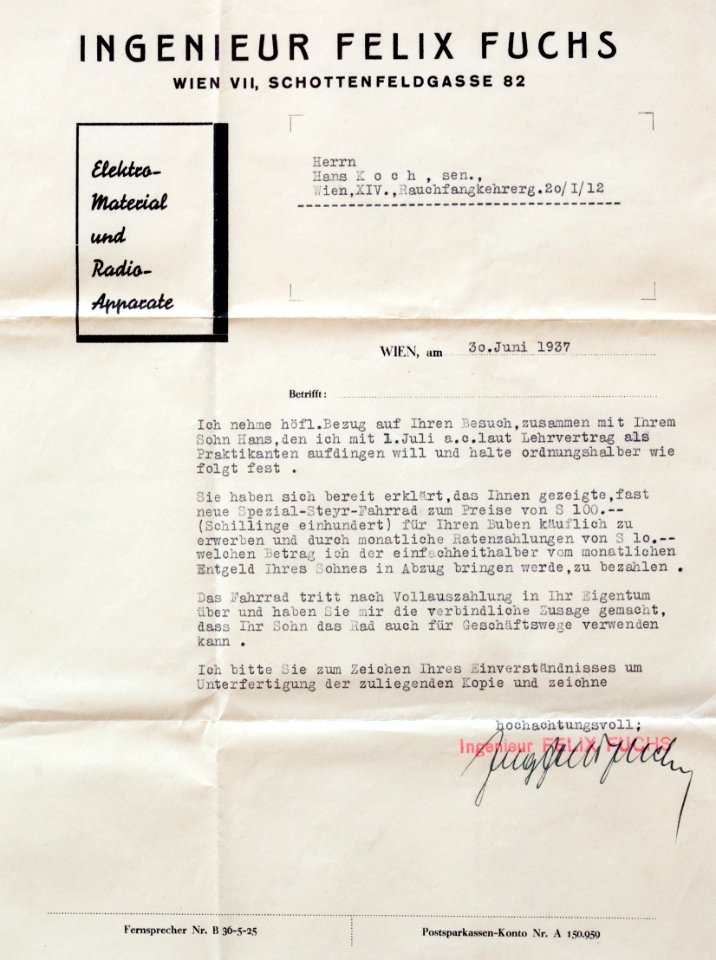 INGENIEUR FELIX FUCHS
WIEN VII, SCHOTTENFELDGASSE 82
Elektro-
Material
und
Radio-
Apparate
Herrn
Hans K o c h , sen.,
Wien,XIV.,Rauchfangkehrerg.2o/I/12
WIEN, am 3o.Juni 1937
Betrifft:
Ich nehme höfl.Bezug auf Ihren Besuch,zusammen mit Ihrem
Sohn Hans,den ich mit 1.Juli a.c.laut Lehrvertrag als
Praktikanten aufdingen will und halte ordnungshalber wie
folgt fest .
Sie haben sich bereit erklärt,das Ihnen gezeigte,fast
neue Spezial-Steyr-Fahrrad zum Preise von S 1oo.--
(Schillinge einhundert) für Ihren Buben käuflich zu
erwerben und durch monatliche Ratenzahlungen von S 1o.--
welchen Betrag ich der einfachheithalber vom monatlichen
Entgeld Ihres Sohnes in Abzug bringen werde,zu bezahlen .
Das Fahrrad tritt nach Vollauszahlung in Ihr Eigentum
über und haben Sie mir die verbindliche Zusage gemacht,
dass Ihr Sohn das Rad auch für Geschäftswege verwenden
kann .
Ich bitte Sie zum Zeichen Ihres Einverständnisses um
Unterfertigung der zuliegenden Kopie und zeichne
hochachtungsvoll;
Ingenieur FELIX FUCHS
Fernsprecher Nr. B 36-5-25
Postsparkassen-Konto Nr. A 150.959